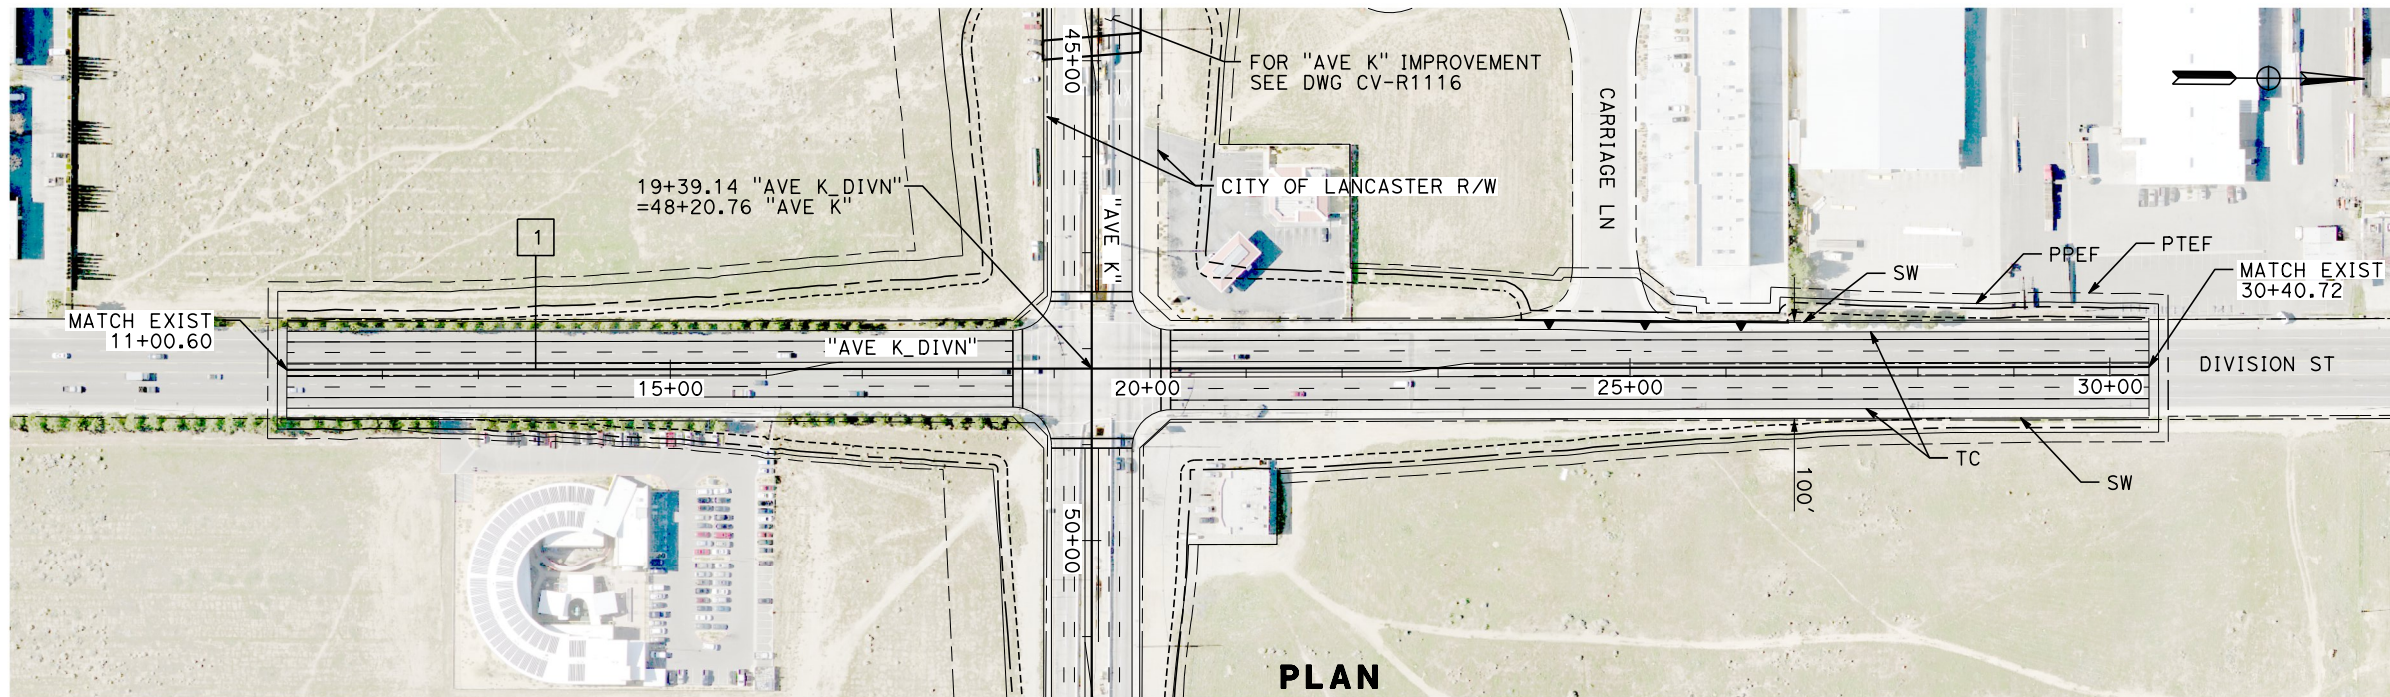 45+00
FOR "AVE K" IMPROVEMENT
SEE DWG CV-R1116
CARRIAGE LN
19+39.14 "AVE K_DIVN"
=48+20.76 "AVE K"
CITY OF LANCASTER R/W
"AVE K"
1
PPEF
PTEF
SW
MATCH EXIST
30+40.72
MATCH EXIST
11+00.60
"AVE K_DIVN"
15+00
20+00
25+00
30+00
DIVISION ST
TC
SW
100'
50+00
PLAN